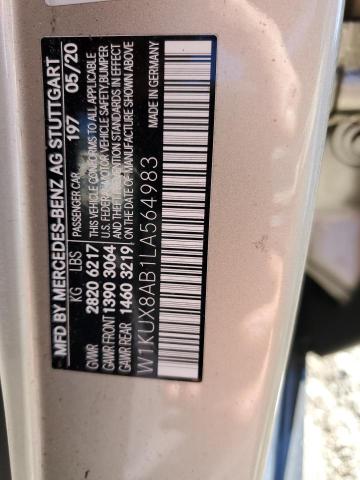 MFD BY MERCEDES-BENZ AG STUTTGART
PASSENGER CAR 197 05/20
KG LBS
GVWR 2820 6217
GAWR FRONT 1390 3064
GAWR REAR 1460 3219
THIS VEHICLE CONFORMS TO ALL APPLICABLE
U.S. FEDERAL MOTOR VEHICLE SAFETY, BUMPER
AND THEFT PREVENTION STANDARDS IN EFFECT
ON THE DATE OF MANUFACTURE SHOWN ABOVE
W1KUX8AB1LA564983
MADE IN GERMANY